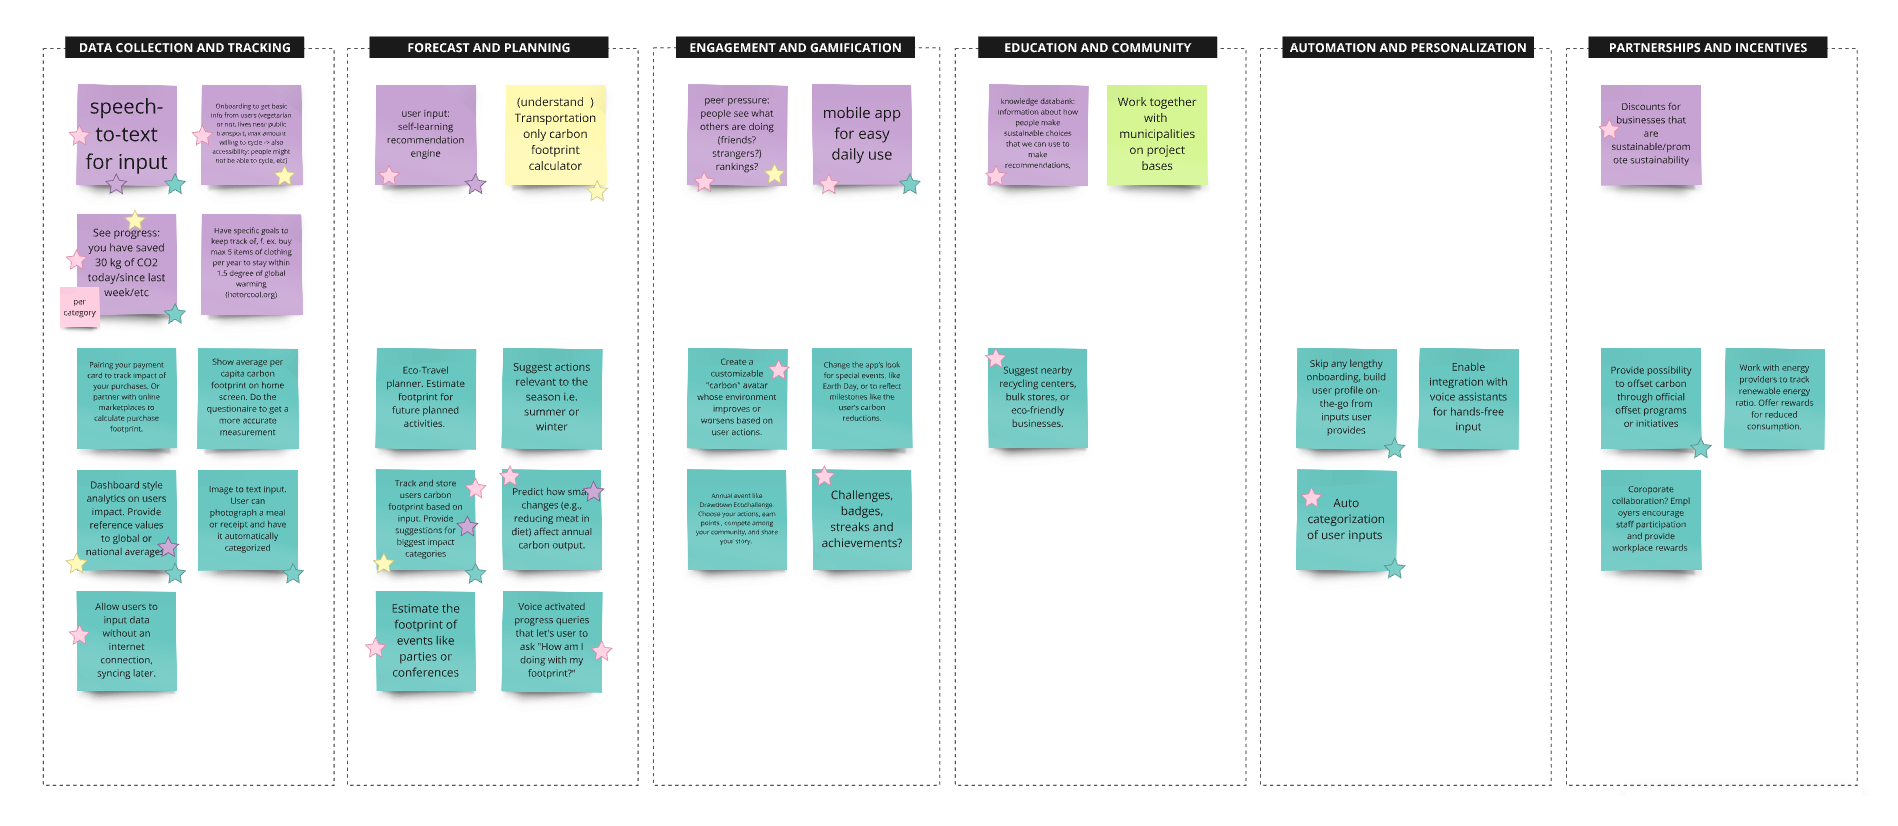 DATA COLLECTION AND TRACKING
speech-
to-text
for input
Onboarding to get basic
info from users (vegetarian
or not, lives near public
transport, max amount
willing to cycle -> also
accessibility: people might
not be able to cycle, etc)
See progress:
you have saved
30 kg of CO2
today/since last
week/etc
per
category
Have specific goals to
keep track of, f. ex. buy
max 5 items of clothing
per year to stay within
1.5 degree of global
warming
(hotorcool.org)
Pairing your payment
card to track impact of
your purchases. Or
partner with online
marketplaces to
calculate purchase
footprint.
Show average per
capita carbon
footprint on home
screen. Do the
questionaire to get a
more accurate
measurement
Dashboard style
analytics on users
impact. Provide
reference values
to global or
national averages
Image to text input.
User can
photograph a meal
or receipt and have
it automatically
categorized
Allow users to
input data
without an
internet
connection,
syncing later.
FORECAST AND PLANNING
user input:
self-learning
recommendation
engine
(understand  )
Transportation
only carbon
footprint
calculator
Eco-Travel
planner. Estimate
footprint for
future planned
activities.
Suggest actions
relevant to the
season i.e.
summer or
winter
Track and store
users carbon
footprint based on
input. Provide
suggestions for
biggest impact
categories
Predict how small
changes (e.g.,
reducing meat in
diet) affect annual
carbon output.
Estimate the
footprint of
events like
parties or
conferences
Voice activated
progress queries
that let's user to
ask "How am I
doing with my
footprint?"
ENGAGEMENT AND GAMIFICATION
peer pressure:
people see what
others are doing
(friends?
strangers?)
rankings?
mobile app
for easy
daily use
Create a
customizable
"carbon" avatar
whose environment
improves or
worsens based on
user actions.
Change the app's look
for special events, like
Earth Day, or to reflect
milestones like the
user's carbon
reductions.
Annual event like
Drawdown Ecochallenge.
Choose your actions, earn
points , compete among
your community, and share
your story.
Challenges,
badges,
streaks and
achievements?
EDUCATION AND COMMUNITY
knowledge databank:
information about how
people make
sustainable choices
that we can use to
make
recommendations,
Work together
with
municipalities
on project
bases
Suggest nearby
recycling centers,
bulk stores, or
eco-friendly
businesses.
AUTOMATION AND PERSONALIZATION
Skip any lengthy
onboarding, build
user profile on-
the-go from
inputs user
provides
Enable
integration with
voice assistants
for hands-free
input
Auto
categorization
of user inputs
PARTNERSHIPS AND INCENTIVES
Discounts for
businesses that
are
sustainable/prom
ote sustainability
Provide possibility
to offset carbon
through official
offset programs
or initiatives
Work with energy
providers to track
renewable energy
ratio. Offer rewards
for reduced
consumption.
Coroporate
collaboration? Empl
oyers encourage
staff participation
and provide
workplace rewards